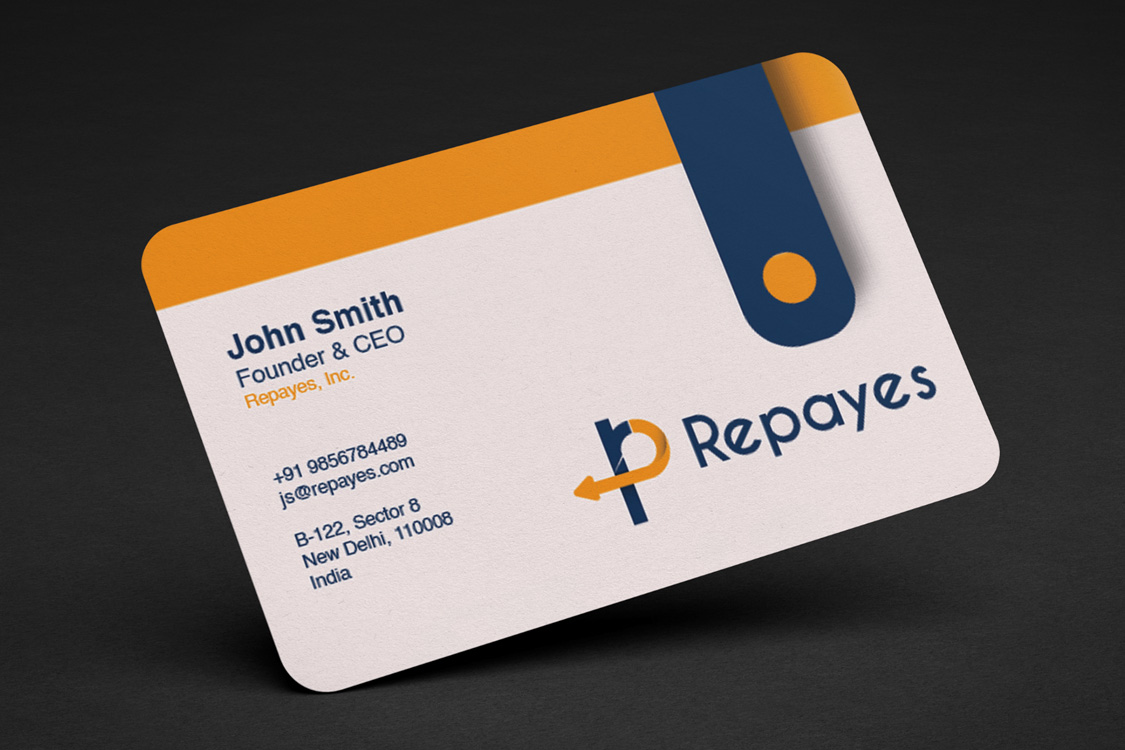 John Smith
Founder & CEO
Repayes, Inc.
+91 9856784489
js@repayes.com
B-122, Sector 8
New Delhi, 110008
India
Repayes